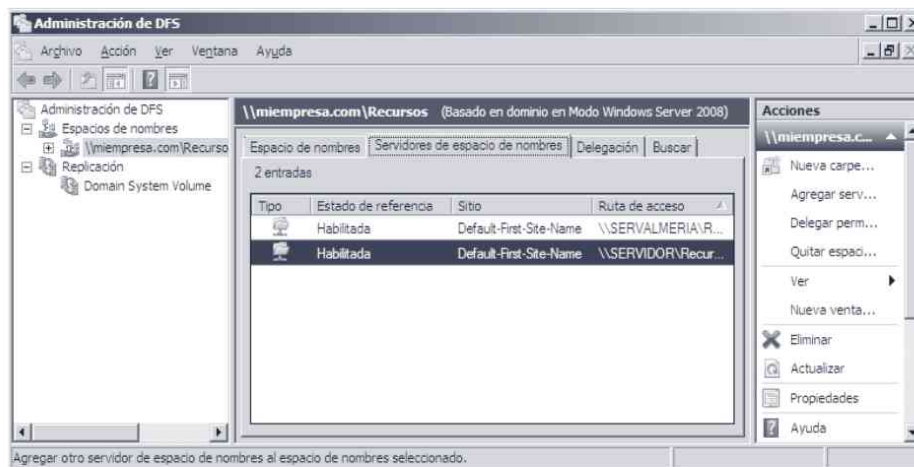 Administración de DFS
Archivo Acción Ver Ventana Ayuda
Administración de DFS
Espacios de nombres
\\miempresa.com\Recurso
Replicación
Domain System Volume
\\miempresa.com\Recursos (Basado en dominio en Modo Windows Server 2008)
Espacio de nombres Servidores de espacio de nombres Delegación Buscar
2 entradas
Tipo Estado de referencia Sitio Ruta de acceso
Habilitada Default-First-Site-Name \\SERVALMERIA\R...
Habilitada Default-First-Site-Name \\SERVIDOR\Recur...
Acciones
\\miempresa.c...
Nueva carpe...
Agregar serv...
Delegar perm...
Quitar espaci...
Ver
Nueva venta...
Eliminar
Actualizar
Propiedades
Ayuda
Agregar otro servidor de espacio de nombres al espacio de nombres seleccionado.